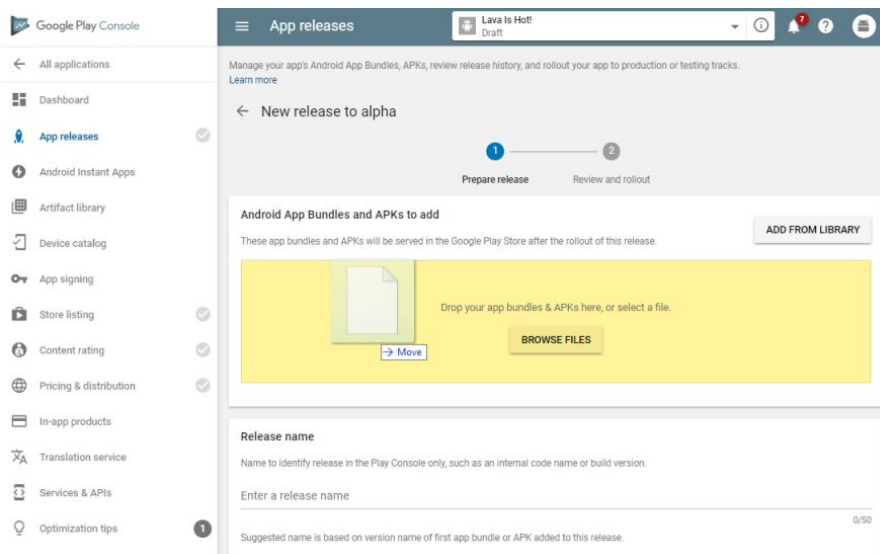 Google Play Console
App releases
Lava Is Hot!
Draft
7
All applications
Dashboard
App releases
Android Instant Apps
Artifact library
Device catalog
App signing
Store listing
Content rating
Pricing & distribution
In-app products
Translation service
Services & APIs
Optimization tips
1
Manage your app's Android App Bundles, APKs, review release history, and rollout your app to production or testing tracks.
Learn more
New release to alpha
1
2
Prepare release
Review and rollout
Android App Bundles and APKs to add
These app bundles and APKs will be served in the Google Play Store after the rollout of this release.
ADD FROM LIBRARY
Drop your app bundles & APKs here, or select a file.
BROWSE FILES
Move
Release name
Name to identify release in the Play Console only, such as an internal code name or build version.
Enter a release name
0/50
Suggested name is based on version name of first app bundle or APK added to this release.